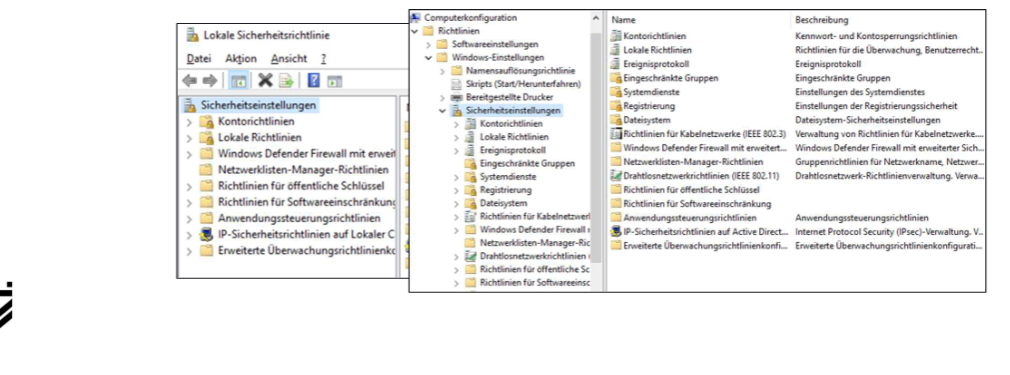 Lokale Sicherheitsrichtlinie
Datei Aktion Ansicht ?
Sicherheitseinstellungen
Kontorichtlinien
Lokale Richtlinien
Windows Defender Firewall mit erweit
Netzwerklisten-Manager-Richtlinien
Richtlinien für öffentliche Schlüssel
Richtlinien für Softwareeinschränkung
Anwendungssteuerungsrichtlinien
IP-Sicherheitsrichtlinien auf Lokaler C
Erweiterte Überwachungsrichtlinienko
Computerkonfiguration
Richtlinien
Softwareeinstellungen
Windows-Einstellungen
Namensauflösungsrichtlinie
Skripts (Start/Herunterfahren)
Bereitgestellte Drucker
Sicherheitseinstellungen
Kontorichtlinien
Lokale Richtlinien
Ereignisprotokoll
Eingeschränkte Gruppen
Systemdienste
Registrierung
Dateisystem
Richtlinien für Kabelnetzwerl
Windows Defender Firewall
Netzwerklisten-Manager-Ric
Drahtlosnetzwerkrichtlinien
Richtlinien für öffentliche Sc
Richtlinien für Softwareeinsc
Name Beschreibung
Kontorichtlinien Kennwort- und Kontosperrungsrichtlinien
Lokale Richtlinien Richtlinien für die Überwachung, Benutzerrecht...
Ereignisprotokoll Ereignisprotokoll
Eingeschränkte Gruppen Eingeschränkte Gruppen
Systemdienste Einstellungen des Systemdienstes
Registrierung Einstellungen der Registrierungssicherheit
Dateisystem Dateisystem-Sicherheitseinstellungen
Richtlinien für Kabelnetzwerke (IEEE 802.3) Verwaltung von Richtlinien für Kabelnetzwerke....
Windows Defender Firewall mit erweitert... Windows Defender Firewall mit erweiterter Sich...
Netzwerklisten-Manager-Richtlinien Gruppenrichtlinien für Netzwerkname, Netzwer...
Drahtlosnetzwerkrichtlinien (IEEE 802.11) Drahtlosnetzwerk-Richtlinienverwaltung. Verwa...
Richtlinien für öffentliche Schlüssel
Richtlinien für Softwareeinschränkung
Anwendungssteuerungsrichtlinien Anwendungssteuerungsrichtlinien
IP-Sicherheitsrichtlinien auf Active Direct... Internet Protocol Security (IPsec)-Verwaltung. V...
Erweiterte Überwachungsrichtlinienkonfi... Erweiterte Überwachungsrichtlinienkonfigurati...